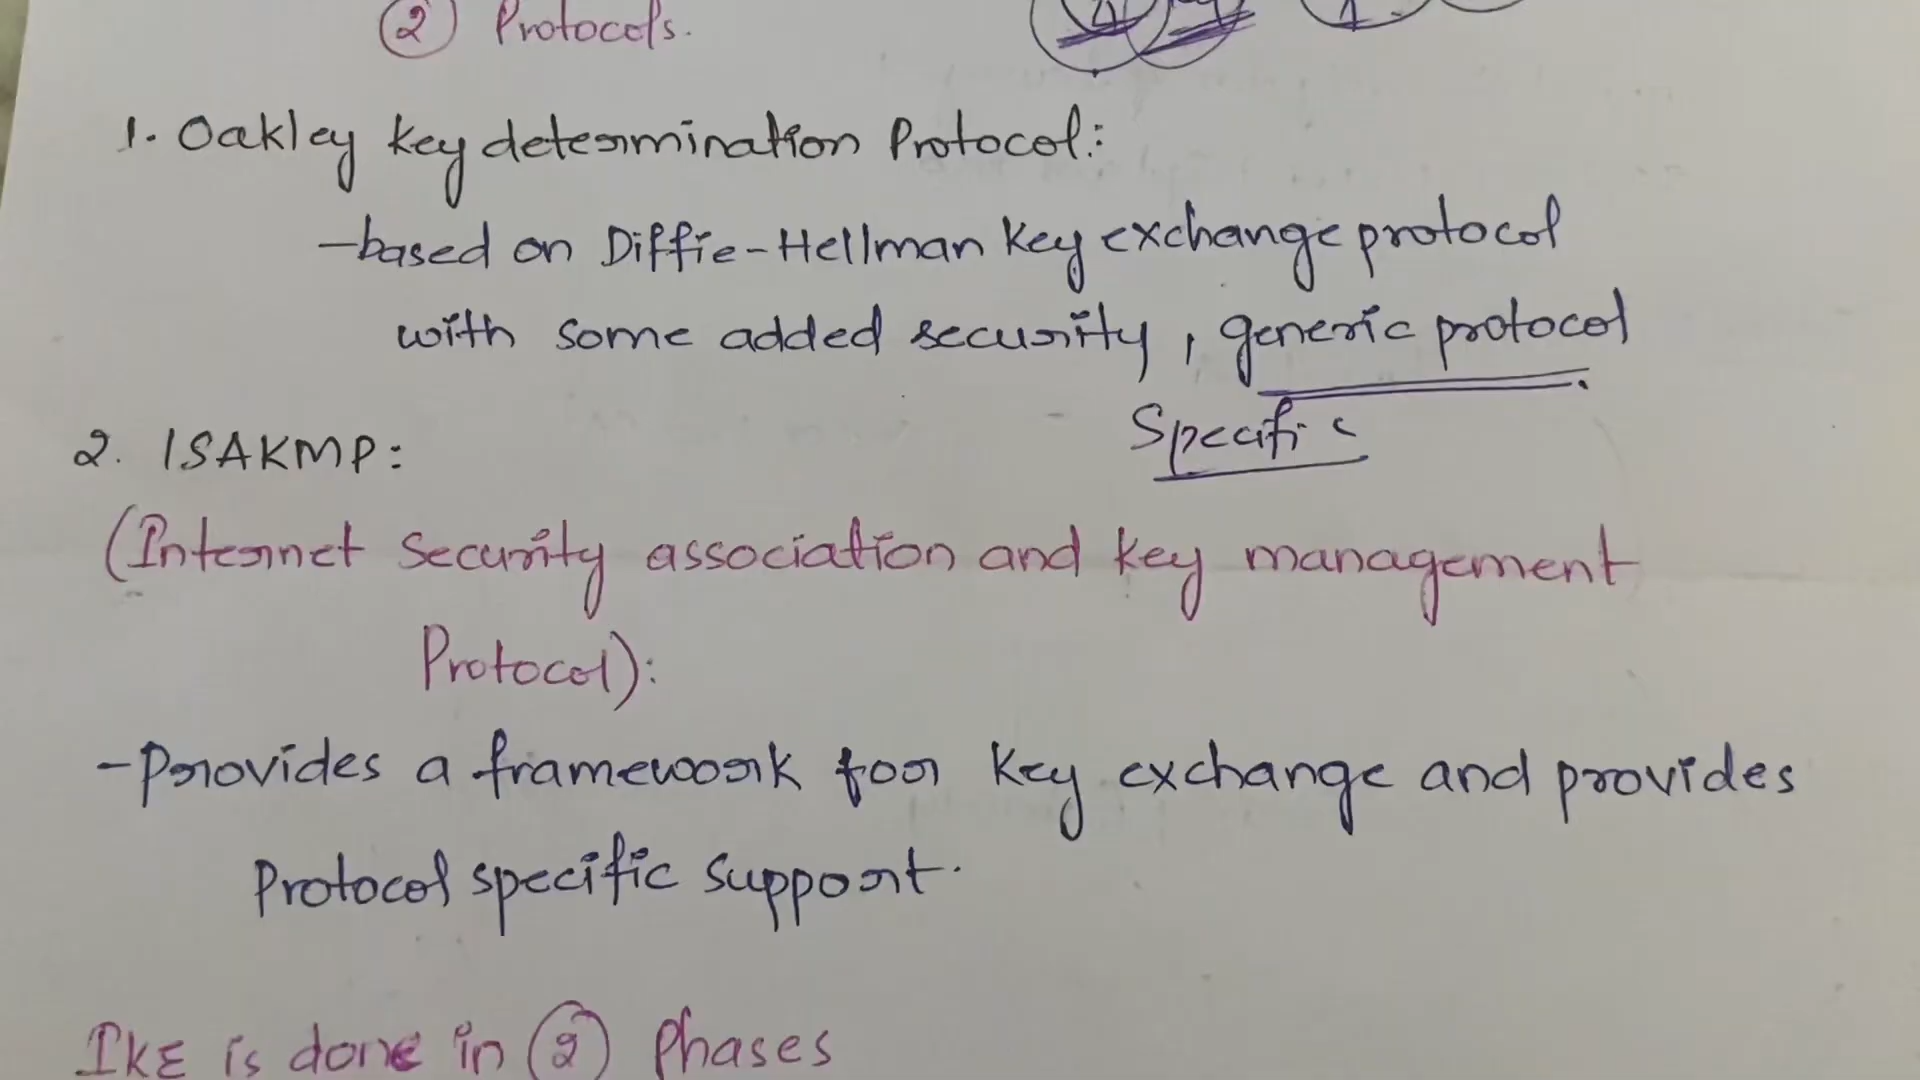 ② Protocols.
1. Oakley key determination Protocol:
-based on Diffie-Hellman key exchange protocol
with some added security, generic protocol
Specific
2. ISAKMP:
(Internet Security association and key management
Protocol):
-Provides a framework for key exchange and provides
Protocol specific support.
IKE is done in ② Phases